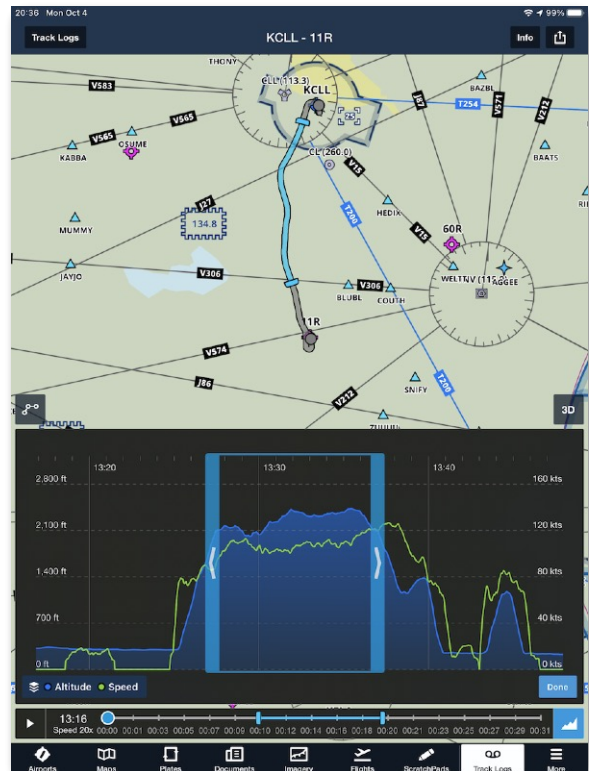 20:36 Mon Oct 4
99%
Track Logs
KCLL - 11R
Info
THONY
CLL (113.3)
KCLL
BAZBL
V583
J87
T254
V571
V212
V565
V565
OSUME
KABBA
CL (260.0)
BAATS
V15
J27
HEDIX
T200
134.8
MUMMY
V15
60R
JAYJO
V306
V306
BLUBL
COUTH
AGGEE
11R
V574
J86
T200
SNIFY
V212
3D
13:20
13:30
13:40
2,800 ft
160 kts
2,100 ft
120 kts
1,400 ft
80 kts
700 ft
40 kts
0 ft
0 kts
Altitude
Speed
Done
13:16
Speed 20x
00:00 00:01 00:03 00:05 00:07 00:09 00:10 00:12 00:14 00:16 00:18 00:20 00:21 00:23 00:25 00:27 00:29 00:31
Airports
Maps
Plates
Documents
Imagery
Flights
ScratchPads
Track Logs
More